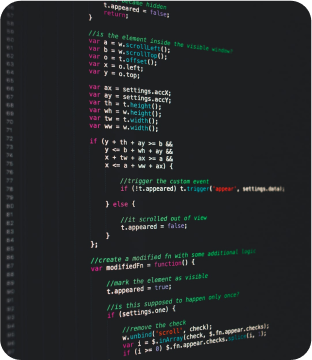 became hidden
t.appeared = false;
return;
}
//is the element inside the visible window?
var a = w.scrollLeft();
var b = w.scrollTop();
var o = t.offset();
var x = o.left;
var y = o.top;
var ax = settings.accX;
var ay = settings.accY;
var th = t.height();
var wh = w.height();
var tw = t.width();
var ww = w.width();
if (y + th + ay >= b &&
y <= b + wh + ay &&
x + tw + ax >= a &&
x <= a + ww + ax) {
//trigger the custom event
if (!t.appeared) t.trigger('appear', settings.data);
} else {
//it scrolled out of view
t.appeared = false;
}
};
//create a modified fn with some additional logic
var modifiedFn = function() {
//mark the element as visible
t.appeared = true;
//is this supposed to happen only once?
if (settings.one) {
//remove the check
w.unbind('scroll', check);
var i = $.inArray(check, $.fn.appear.checks);
if (i >= 0) $.fn.appear.checks.splice(i, 1);